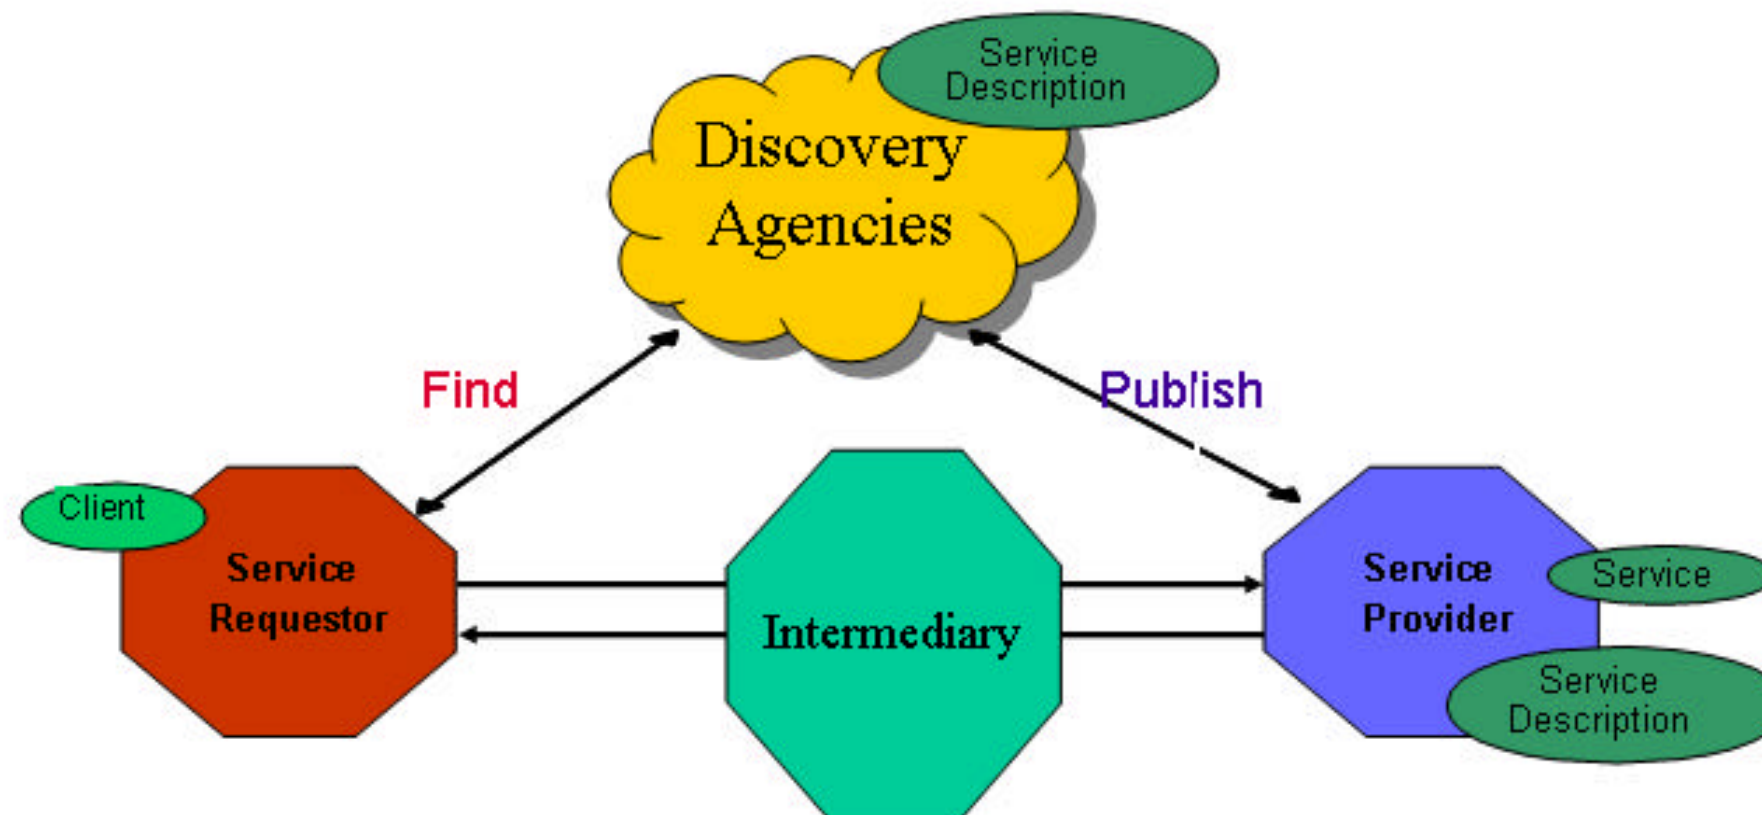 Service
Description
Discovery
Agencies
Find
Publish
Client
Service
Requestor
Intermediary
Service
Provider
Service
Service
Description